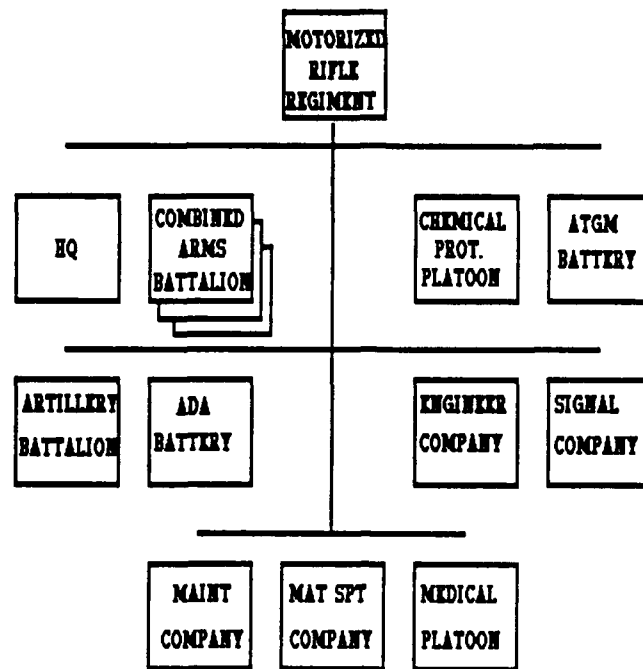 MOTORIZED
RIFLE
REGIMENT
HQ
COMBINED
ARMS
BATTALION
CHEMICAL
PROT.
PLATOON
ATGM
BATTERY
ARTILLERY
BATTALION
ADA
BATTERY
ENGINEER
COMPANY
SIGNAL
COMPANY
MAINT
COMPANY
MAT SPT
COMPANY
MEDICAL
PLATOON